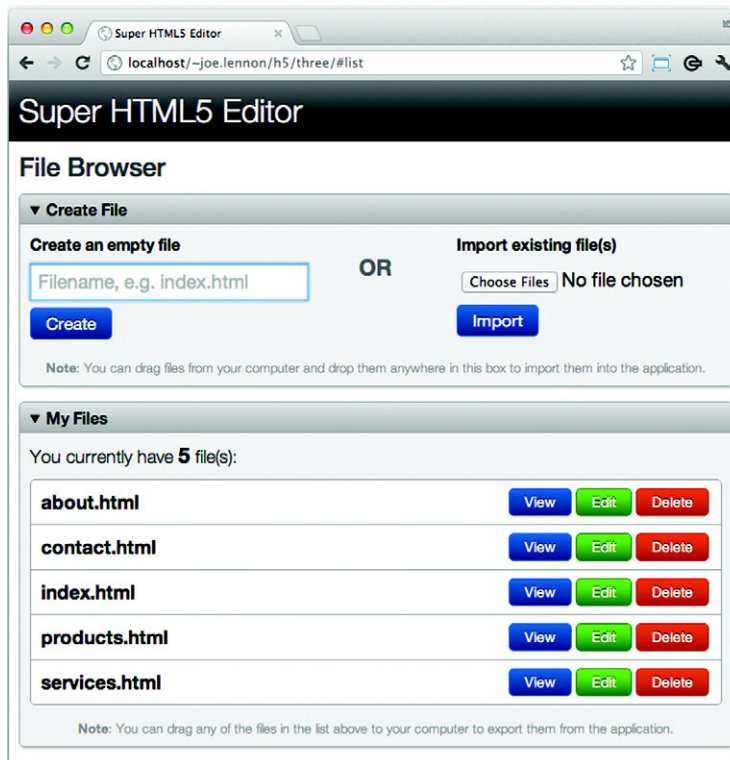 Super HTML5 Editor
localhost/~joe.lennon/h5/three/#list
Super HTML5 Editor
File Browser
▼ Create File
Create an empty file
Filename, e.g. index.html
Create
OR
Import existing file(s)
Choose Files No file chosen
Import
Note: You can drag files from your computer and drop them anywhere in this box to import them into the application.
▼ My Files
You currently have 5 file(s):
about.html View Edit Delete
contact.html View Edit Delete
index.html View Edit Delete
products.html View Edit Delete
services.html View Edit Delete
Note: You can drag any of the files in the list above to your computer to export them from the application.